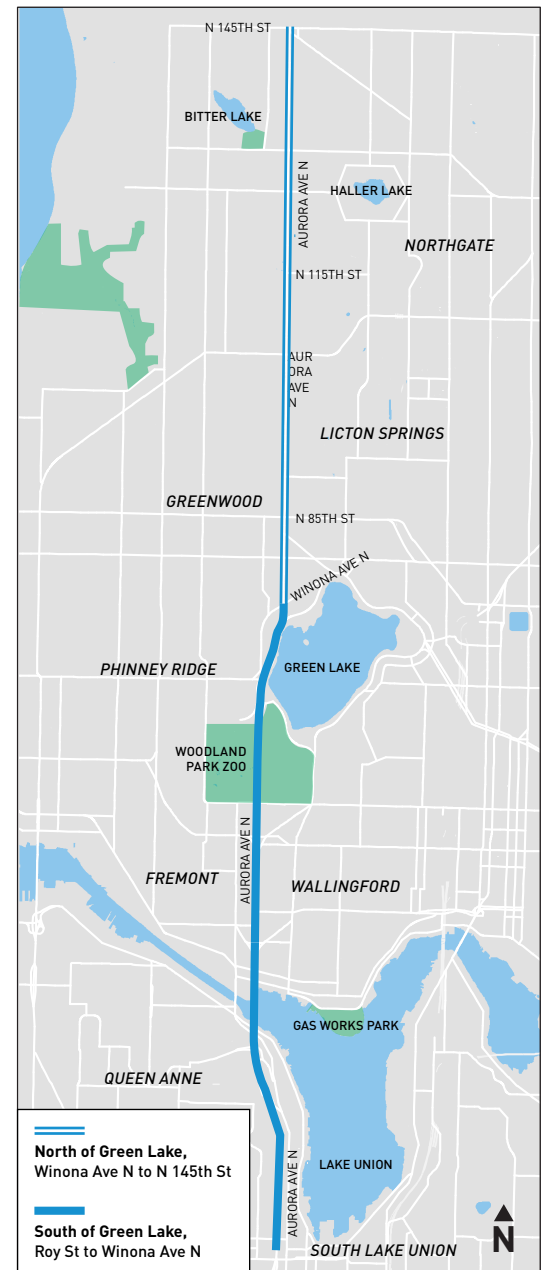 N 145TH ST
BITTER LAKE
AURORA AVE N
HALLER LAKE
NORTHGATE
N 115TH ST
AUR
ORA
AVE
N
LICTON SPRINGS
GREENWOOD
N 85TH ST
WINONA AVE N
GREEN LAKE
PHINNEY RIDGE
WOODLAND
PARK ZOO
AURORA AVE N
FREMONT
WALLINGFORD
GAS WORKS PARK
QUEEN ANNE
North of Green Lake,
Winona Ave N to N 145th St
LAKE UNION
AURORA AVE N
South of Green Lake,
Roy St to Winona Ave N
SOUTH LAKE UNION
N